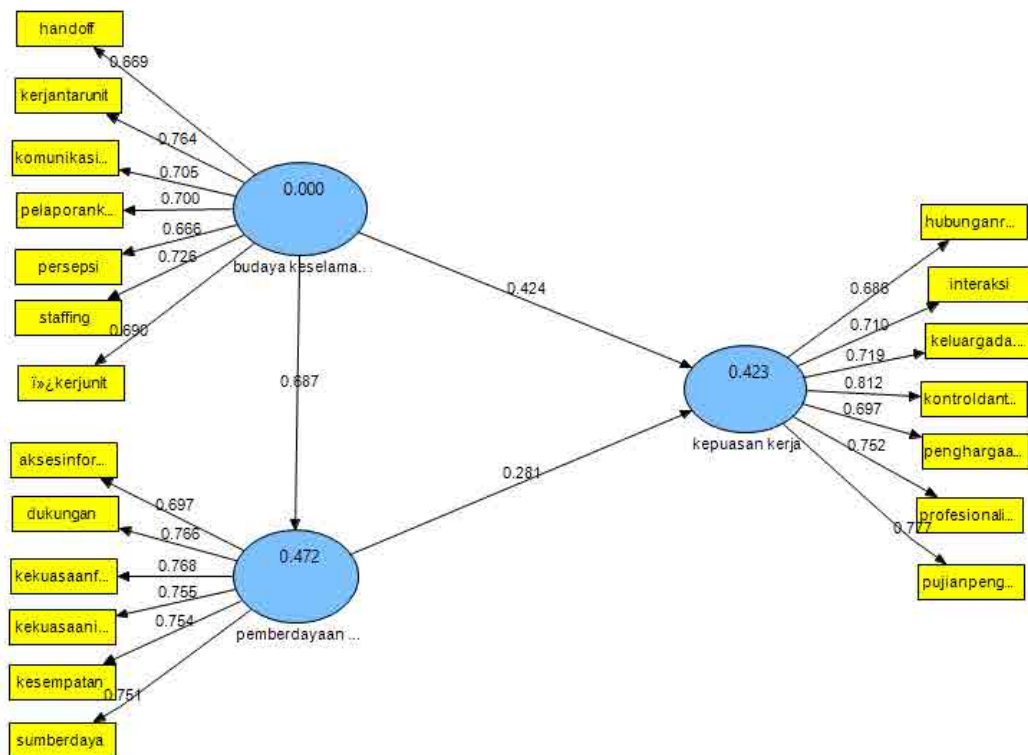 handoff
0.669
kerjantarunit
0.764
komunikasi...
0.705
pelaporank...
0.700
persepsi
0.666
staffing
0.726
ï»¿kerjunit
0.690
0.000
budaya keselama...
0.424
0.687
aksesinfor...
0.697
dukungan
0.766
kekuasaanf...
0.768
kekuasaani...
0.755
kesempatan
0.754
sumberdaya
0.751
0.472
pemberdayaan ...
0.281
0.423
kepuasan kerja
hubunganr...
0.688
interaksi
0.710
keluargada...
0.719
kontroldant...
0.812
penghargaa...
0.697
profesionali...
0.752
pujianpeng...
0.777